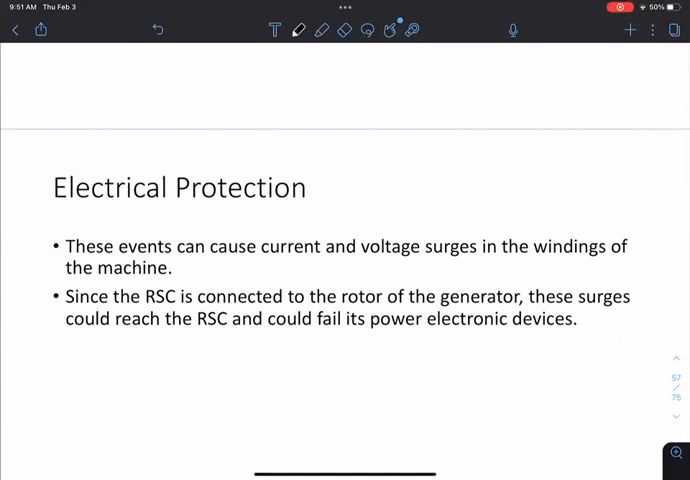 9:51 AM Thu Feb 3
50%
T
Electrical Protection
• These events can cause current and voltage surges in the windings of
the machine.
• Since the RSC is connected to the rotor of the generator, these surges
could reach the RSC and could fail its power electronic devices.
57
/
75